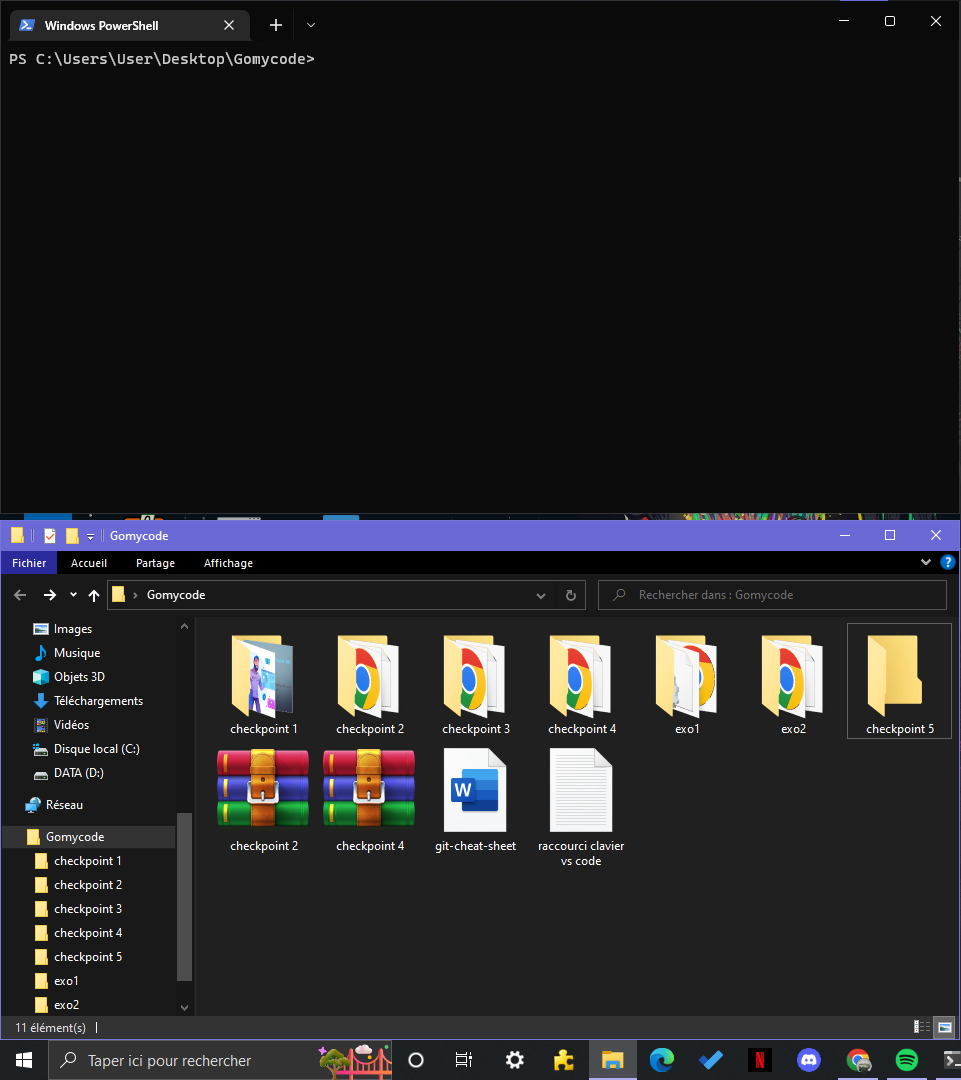 Windows PowerShell
PS C:\Users\User\Desktop\Gomycode>
Gomycode
Fichier Accueil Partage Affichage
Gomycode
Rechercher dans : Gomycode
Images
Musique
Objets 3D
Téléchargements
Vidéos
Disque local (C:)
DATA (D:)
Réseau
Gomycode
checkpoint 1
checkpoint 2
checkpoint 3
checkpoint 4
checkpoint 5
exo1
exo2
checkpoint 1 checkpoint 2 checkpoint 3 checkpoint 4 exo1 exo2 checkpoint 5
checkpoint 2 checkpoint 4 git-cheat-sheet raccourci clavier
vs code
11 élément(s)
Taper ici pour rechercher